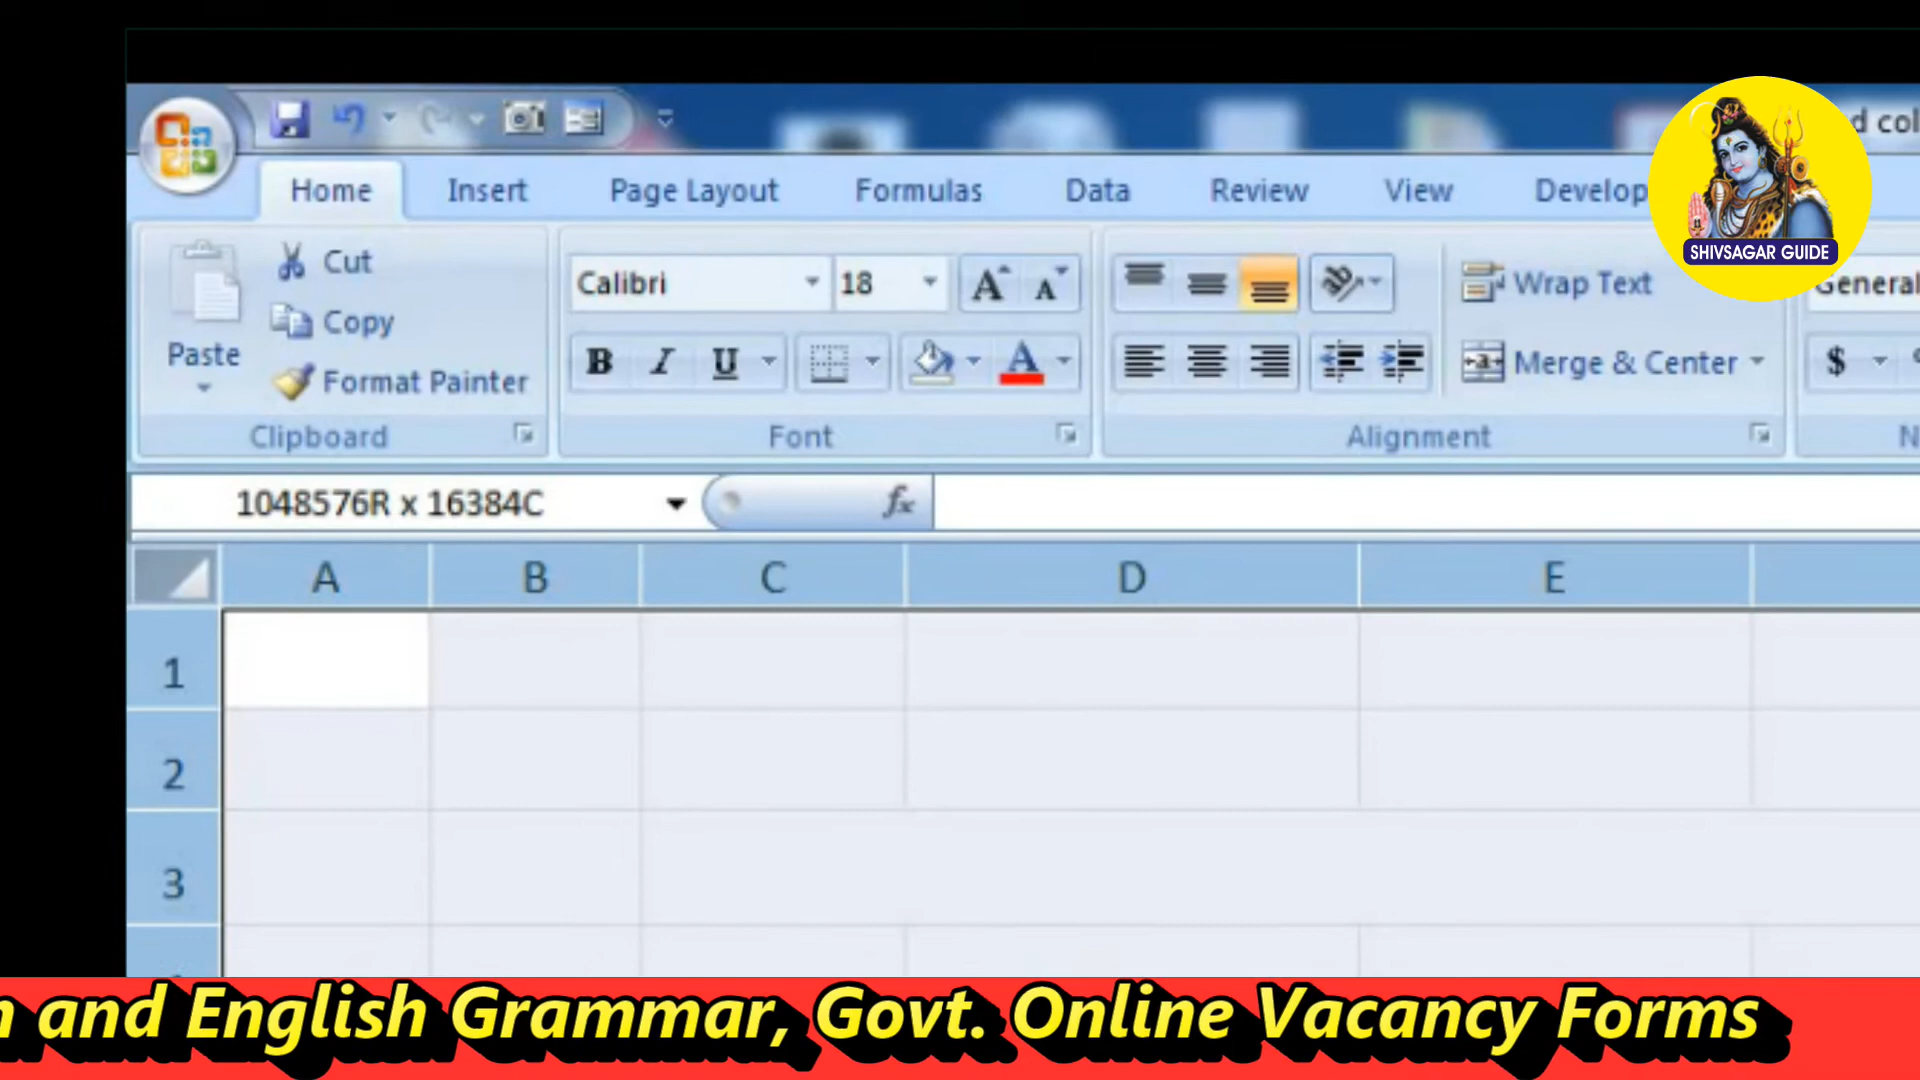 d col
Home Insert Page Layout Formulas Data Review View Develop
SHIVSAGAR GUIDE
Cut
Copy
Format Painter
Paste
Clipboard
Calibri 18
B I U A
Font
Wrap Text
Merge & Center
Alignment
General
$
N
1048576R x 16384C
fx
A B C D E
1
2
3
and English Grammar, Govt. Online Vacancy Forms